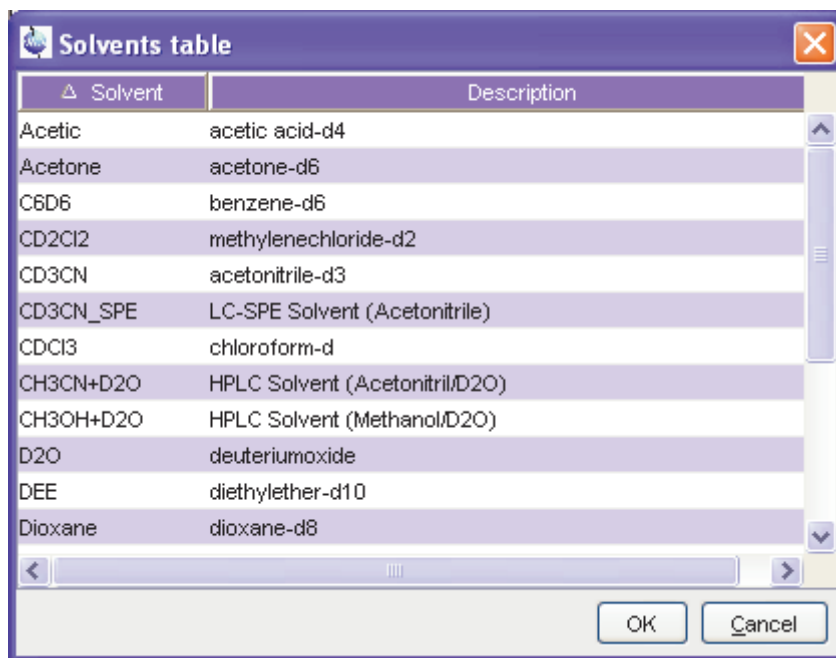 Solvents table
△ Solvent Description
Acetic acetic acid-d4
Acetone acetone-d6
C6D6 benzene-d6
CD2Cl2 methylenechloride-d2
CD3CN acetonitrile-d3
CD3CN_SPE LC-SPE Solvent (Acetonitrile)
CDCl3 chloroform-d
CH3CN+D2O HPLC Solvent (Acetonitril/D2O)
CH3OH+D2O HPLC Solvent (Methanol/D2O)
D2O deuteriumoxide
DEE diethylether-d10
Dioxane dioxane-d8
OK Cancel